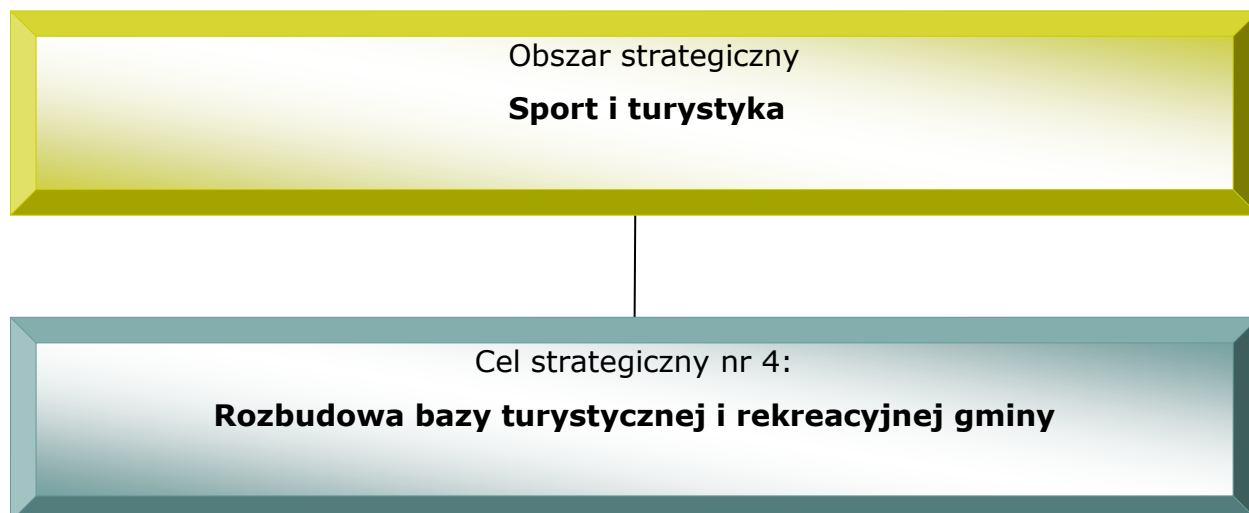 Obszar strategiczny
Sport i turystyka
Cel strategiczny nr 4:
Rozbudowa bazy turystycznej i rekreacyjnej gminy